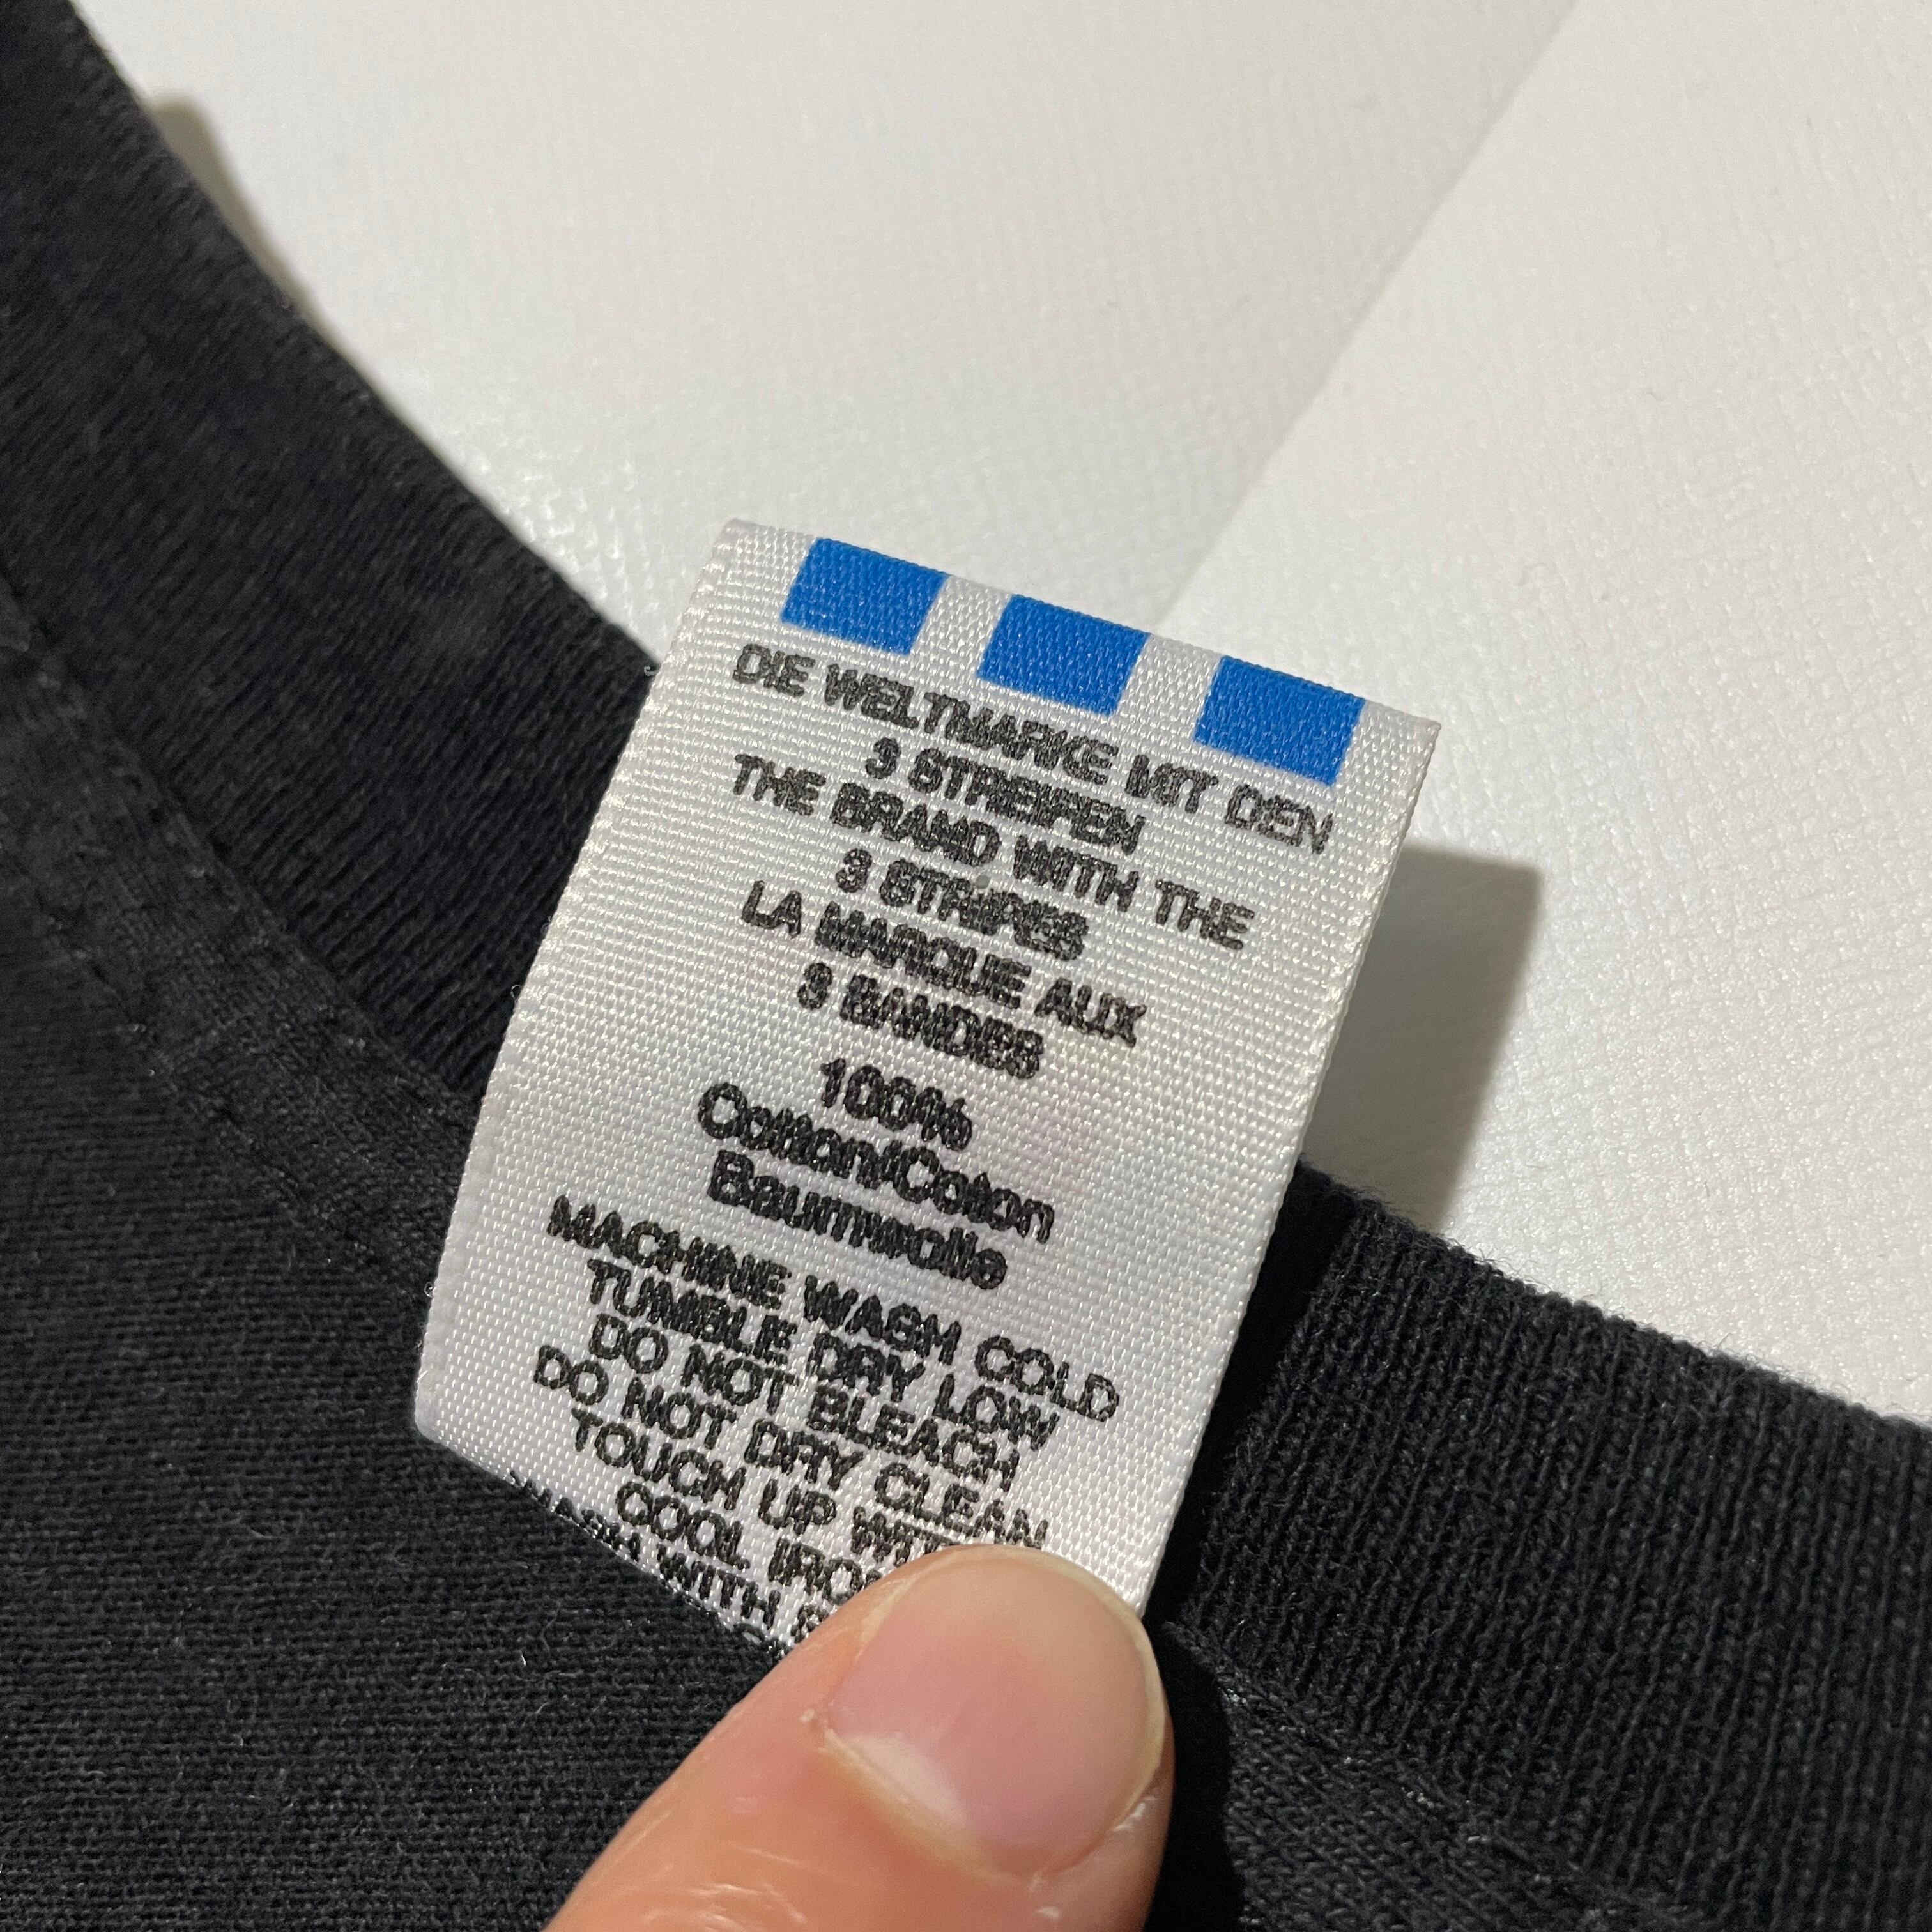 DIE WELTMARKE MIT DEN
3 STREIFEN
THE BRAND WITH THE
3 STRIPES
LA MARQUE AUX
3 BANDES
100%
Cotton/Coton
Baumwolle
MACHINE WASH COLD
TUMBLE DRY LOW
DO NOT BLEACH
DO NOT DRY CLEAN
TOUCH UP WITH
COOL IRON
WASH WITH